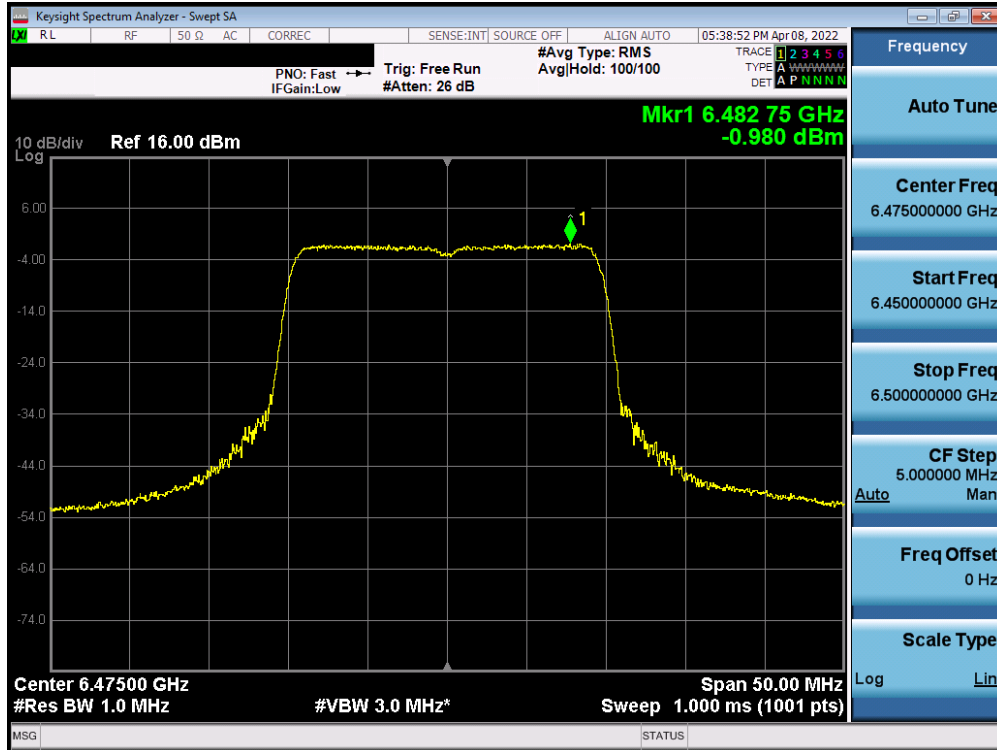 Keysight Spectrum Analyzer - Swept SA
LXI RL RF 50 Ω AC CORREC SENSE:INT SOURCE OFF ALIGN AUTO 05:38:52 PM Apr 08, 2022
PNO: Fast
IFGain:Low
Trig: Free Run
#Atten: 26 dB
#Avg Type: RMS
Avg|Hold: 100/100
TRACE 1 2 3 4 5 6
TYPE A WWWWW
DET A P N N N N
Mkr1 6.482 75 GHz
-0.980 dBm
10 dB/div Ref 16.00 dBm
Log
1
6.00
-4.00
-14.0
-24.0
-34.0
-44.0
-54.0
-64.0
-74.0
Center 6.47500 GHz Span 50.00 MHz
#Res BW 1.0 MHz #VBW 3.0 MHz* Sweep 1.000 ms (1001 pts)
MSG STATUS
Frequency
Auto Tune
Center Freq
6.475000000 GHz
Start Freq
6.450000000 GHz
Stop Freq
6.500000000 GHz
CF Step
5.000000 MHz
Auto Man
Freq Offset
0 Hz
Scale Type
Log Lin